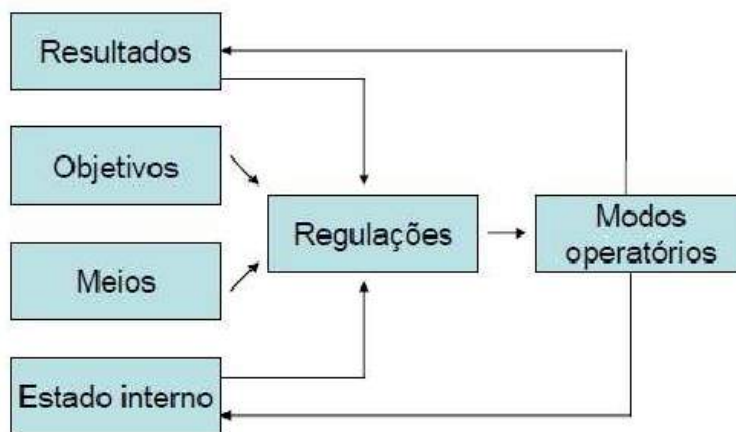 Resultados
Objetivos
Regulações
Modos
operatórios
Meios
Estado interno